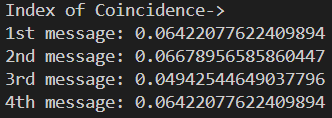 Index of Coincidence->
1st message: 0.06422077622409894
2nd message: 0.06678956585860447
3rd message: 0.04942544649037796
4th message: 0.06422077622409894